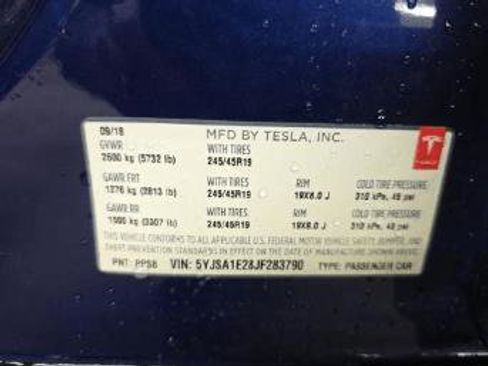 09/18 MFD BY TESLA, INC.
GVWR WITH TIRES
2600 kg (5732 lb) 245/45R19
GAWR FRT WITH TIRES RIM COLD TIRE PRESSURE
1276 kg (2813 lb) 245/45R19 19X8.0 J 310 kPa, 45 psi
GAWR RR WITH TIRES RIM COLD TIRE PRESSURE
1500 kg (3307 lb) 245/45R19 19X8.0 J 310 kPa, 45 psi
THIS VEHICLE CONFORMS TO ALL APPLICABLE U.S. FEDERAL MOTOR VEHICLE SAFETY, BUMPER, AND
THEFT PREVENTION STANDARDS IN EFFECT ON THE DATE OF MANUFACTURE SHOWN ABOVE.
PNT: PPSB VIN: 5YJSA1E28JF283790 TYPE: PASSENGER CAR